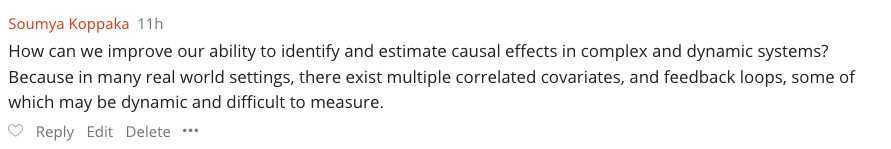 Soumya Koppaka 11h
How can we improve our ability to identify and estimate causal effects in complex and dynamic systems?
Because in many real world settings, there exist multiple correlated covariates, and feedback loops, some of
which may be dynamic and difficult to measure.
Reply Edit Delete •••